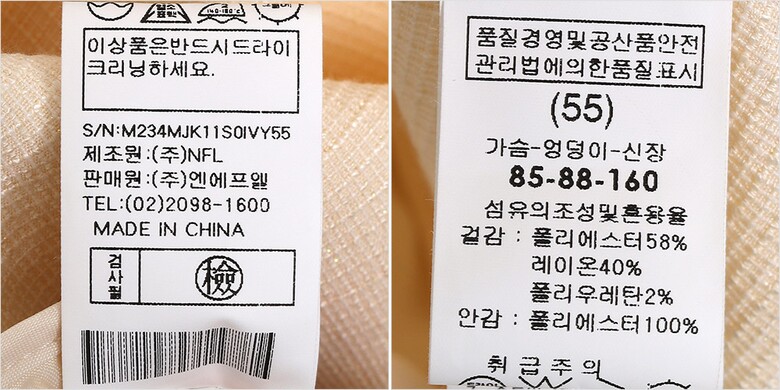 이상품은반드시드라이
크리닝하세요.
S/N:M234MJK11S0IVY55
제조원:(주)NFL
판매원:(주)엔에프엘
TEL:(02)2098-1600
MADE IN CHINA
검사필
檢
품질경영및공산품안전
관리법에의한품질표시
(55)
가슴-엉덩이-신장
85-88-160
섬유의조성및혼용율
겉감 : 폴리에스터58%
레이온40%
폴리우레탄2%
안감 : 폴리에스터100%
취급주의